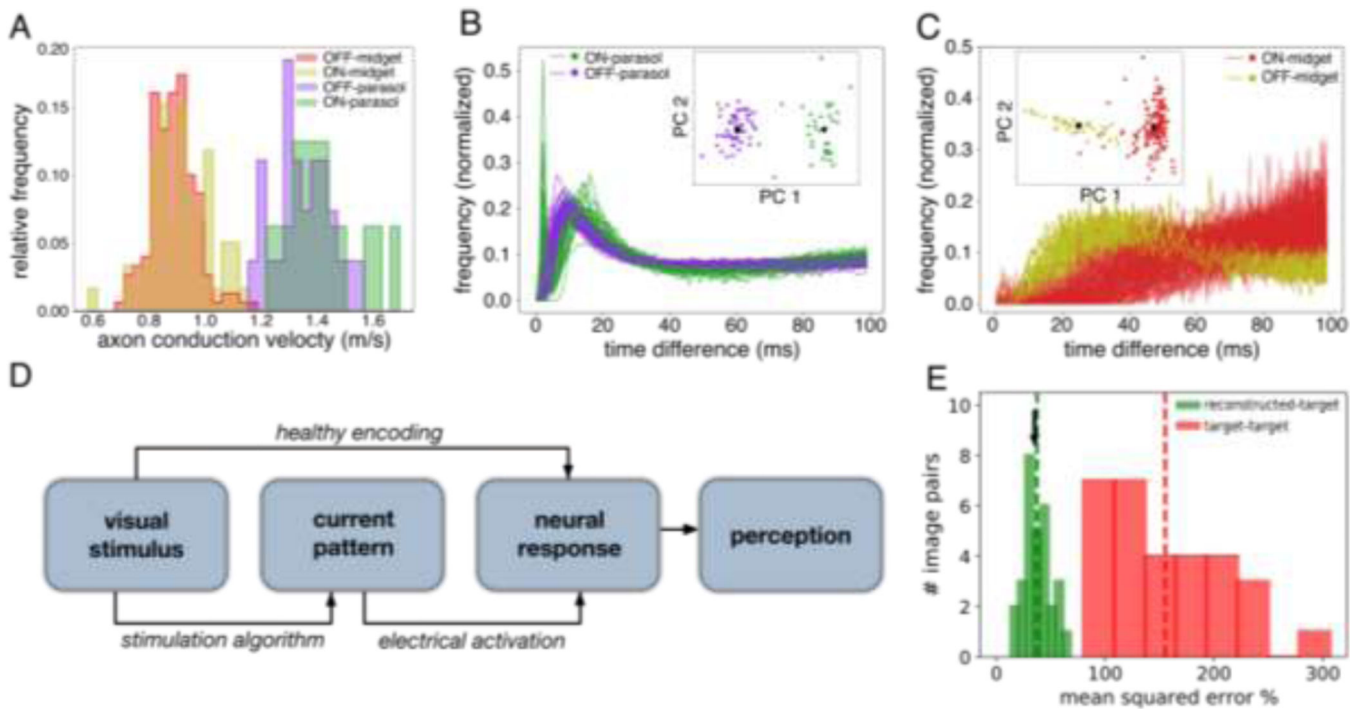 A
0.20
0.15
0.10
0.05
0.00
relative frequency
OFF-midget
ON-midget
OFF-parasol
ON-parasol
0.6 0.8 1.0 1.2 1.4 1.6
axon conduction velocty (m/s)
B
0.5
0.4
0.3
0.2
0.1
0.0
frequency (normalized)
ON-parasol
OFF-parasol
PC 2
PC 1
0 20 40 60 80 100
time difference (ms)
C
0.5
0.4
0.3
0.2
0.1
0.0
frequency (normalized)
ON-midget
OFF-midget
PC 2
PC 1
0 20 40 60 80 100
time difference (ms)
D
healthy encoding
visual
stimulus
current
pattern
neural
response
perception
stimulation algorithm
electrical activation
E
10
8
6
4
2
0
# image pairs
reconstructed-target
target-target
0 100 200 300
mean squared error %